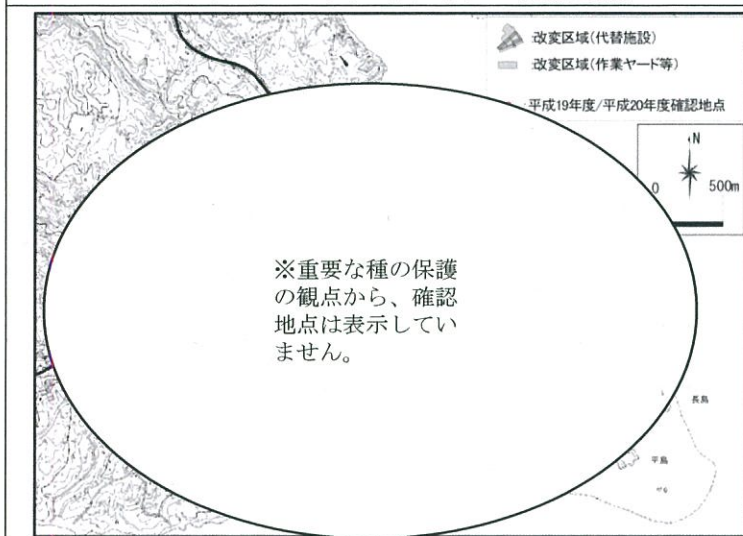 改変区域(代替施設)
改変区域(作業ヤード等)
平成19年度/平成20年度確認地点
N
0 500m
※重要な種の保護
の観点から、確認
地点は表示してい
ません。
長島
平島